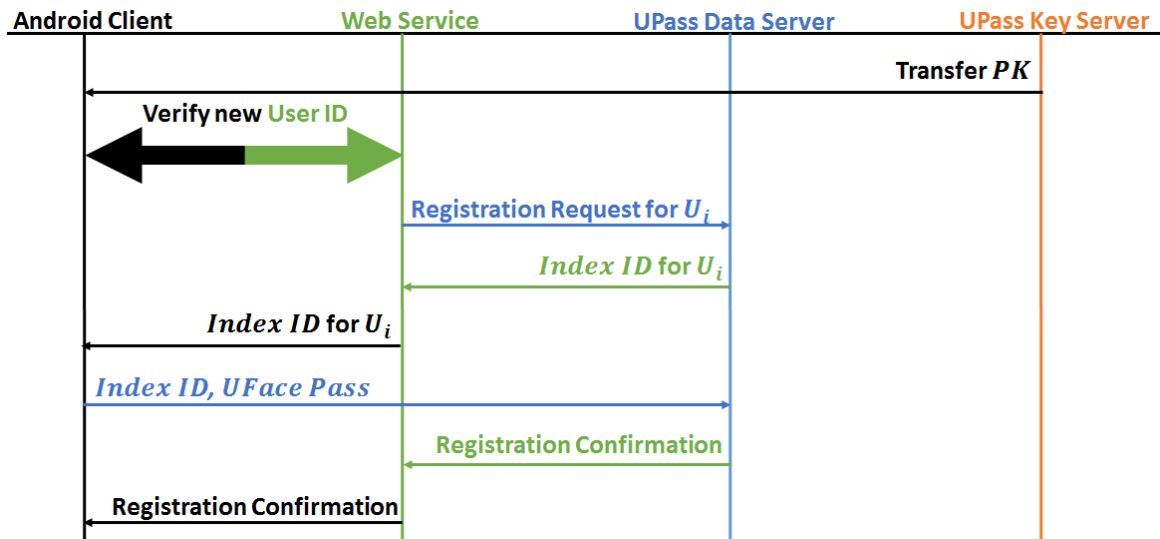 Android Client Web Service UPass Data Server UPass Key Server
Transfer PK
Verify new User ID
Registration Request for U_i
Index ID for U_i
Index ID for U_i
Index ID, UFace Pass
Registration Confirmation
Registration Confirmation